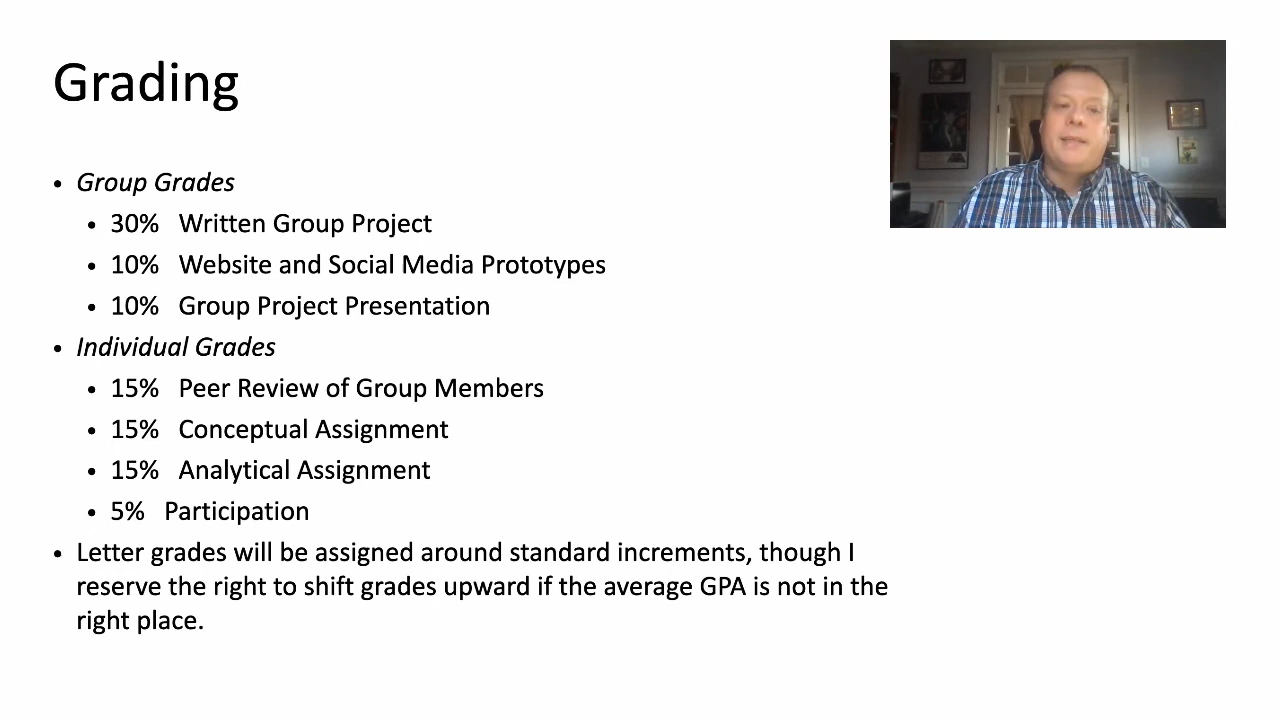 Grading
• Group Grades
• 30% Written Group Project
• 10% Website and Social Media Prototypes
• 10% Group Project Presentation
• Individual Grades
• 15% Peer Review of Group Members
• 15% Conceptual Assignment
• 15% Analytical Assignment
• 5% Participation
• Letter grades will be assigned around standard increments, though I
reserve the right to shift grades upward if the average GPA is not in the
right place.